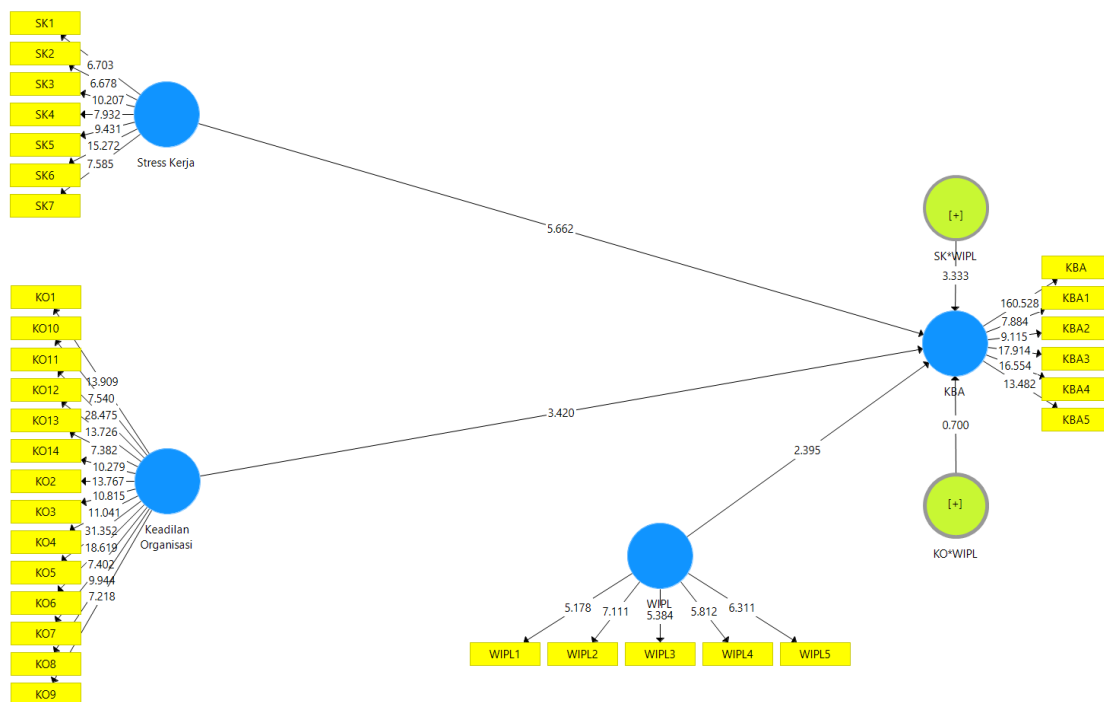 SK1
SK2
SK3
SK4
SK5
SK6
SK7
6.703
6.678
10.207
7.932
9.431
15.272
7.585
Stress Kerja
5.662
[+]
SK*WIPL
3.333
KO1
KO10
KO11
KO12
KO13
KO14
KO2
KO3
KO4
KO5
KO6
KO7
KO8
KO9
13.909
7.540
28.475
13.726
7.382
10.279
13.767
10.815
11.041
31.352
18.619
7.402
9.944
7.218
Keadilan
Organisasi
3.420
KBA
160.528
7.884
9.115
17.914
16.554
13.482
KBA
KBA1
KBA2
KBA3
KBA4
KBA5
0.700
[+]
KO*WIPL
2.395
WIPL
5.178
7.111
5.384
5.812
6.311
WIPL1
WIPL2
WIPL3
WIPL4
WIPL5